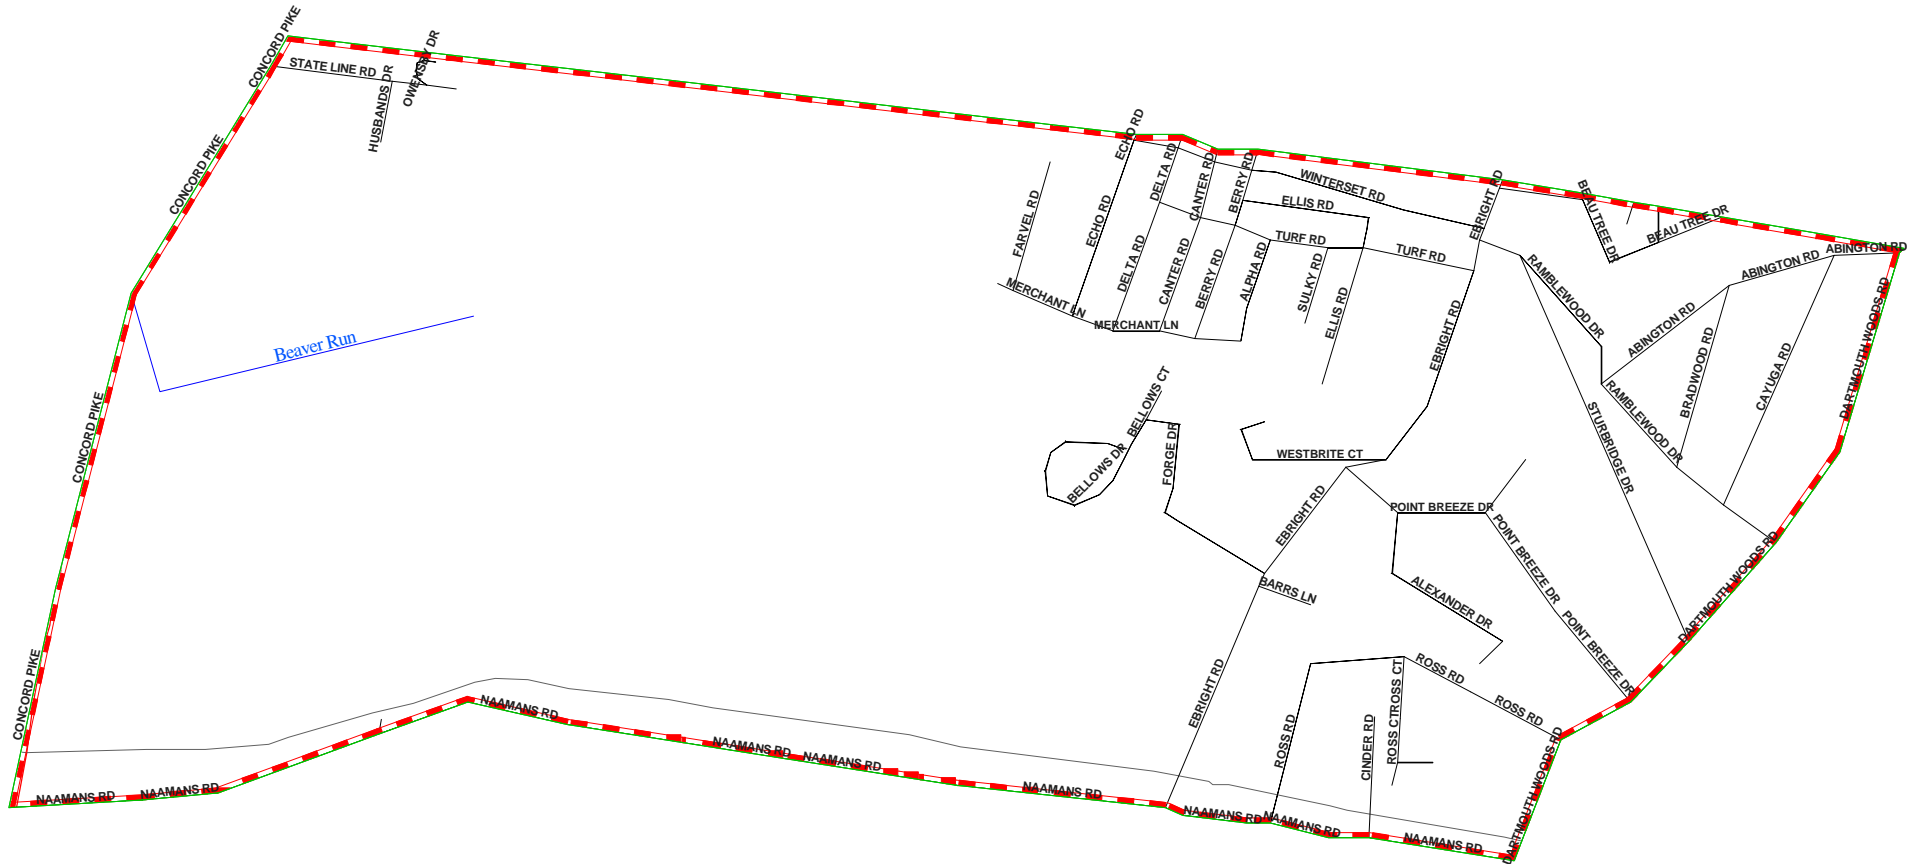 CONCORD PIKE
OWENSBY DR
STATE LINE RD
HUSBANDS DR
CONCORD PIKE
ECHO RD
DELTA RD
CANTER RD
BERRY RD
WINTERSET RD
EBRIGHT RD
BEAU TREE DR
BEAU TREE DR
ABINGTON RD
FARVEL RD
ECHO RD
ELLIS RD
TURF RD
TURF RD
DELTA RD
CANTER RD
BERRY RD
ALPHA RD
SULKY RD
ELLIS RD
RAMBLEWOOD DR
ABINGTON RD
ABINGTON RD
MERCHANT LN
MERCHANT LN
EBRIGHT RD
BRADWOOD RD
CAYUGA RD
DARTMOUTH WOODS RD
Beaver Run
CONCORD PIKE
BELLOWS CT
BELLOWS DR
FORGE DR
WESTBRITE CT
RAMBLEWOOD DR
STURBRIDGE DR
EBRIGHT RD
POINT BREEZE DR
POINT BREEZE DR
POINT BREEZE DR
BARRS LN
ALEXANDER DR
DARTMOUTH WOODS RD
CONCORD PIKE
EBRIGHT RD
ROSS RD
ROSS CT
ROSS CT
ROSS RD
ROSS RD
CINDER RD
DARTMOUTH WOODS RD
NAAMANS RD
NAAMANS RD
NAAMANS RD
NAAMANS RD
NAAMANS RD
NAAMANS RD
NAAMANS RD
NAAMANS RD
NAAMANS RD